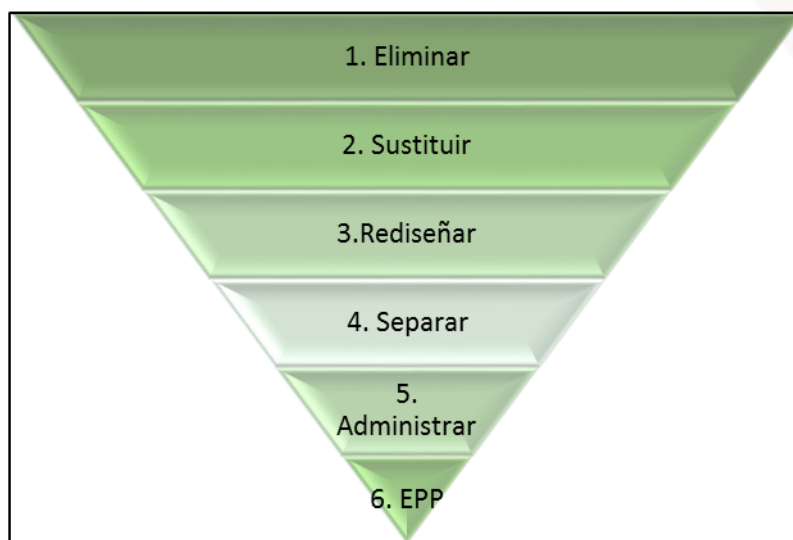 1. Eliminar
2. Sustituir
3.Rediseñar
4. Separar
5.
Administrar
6. EPP